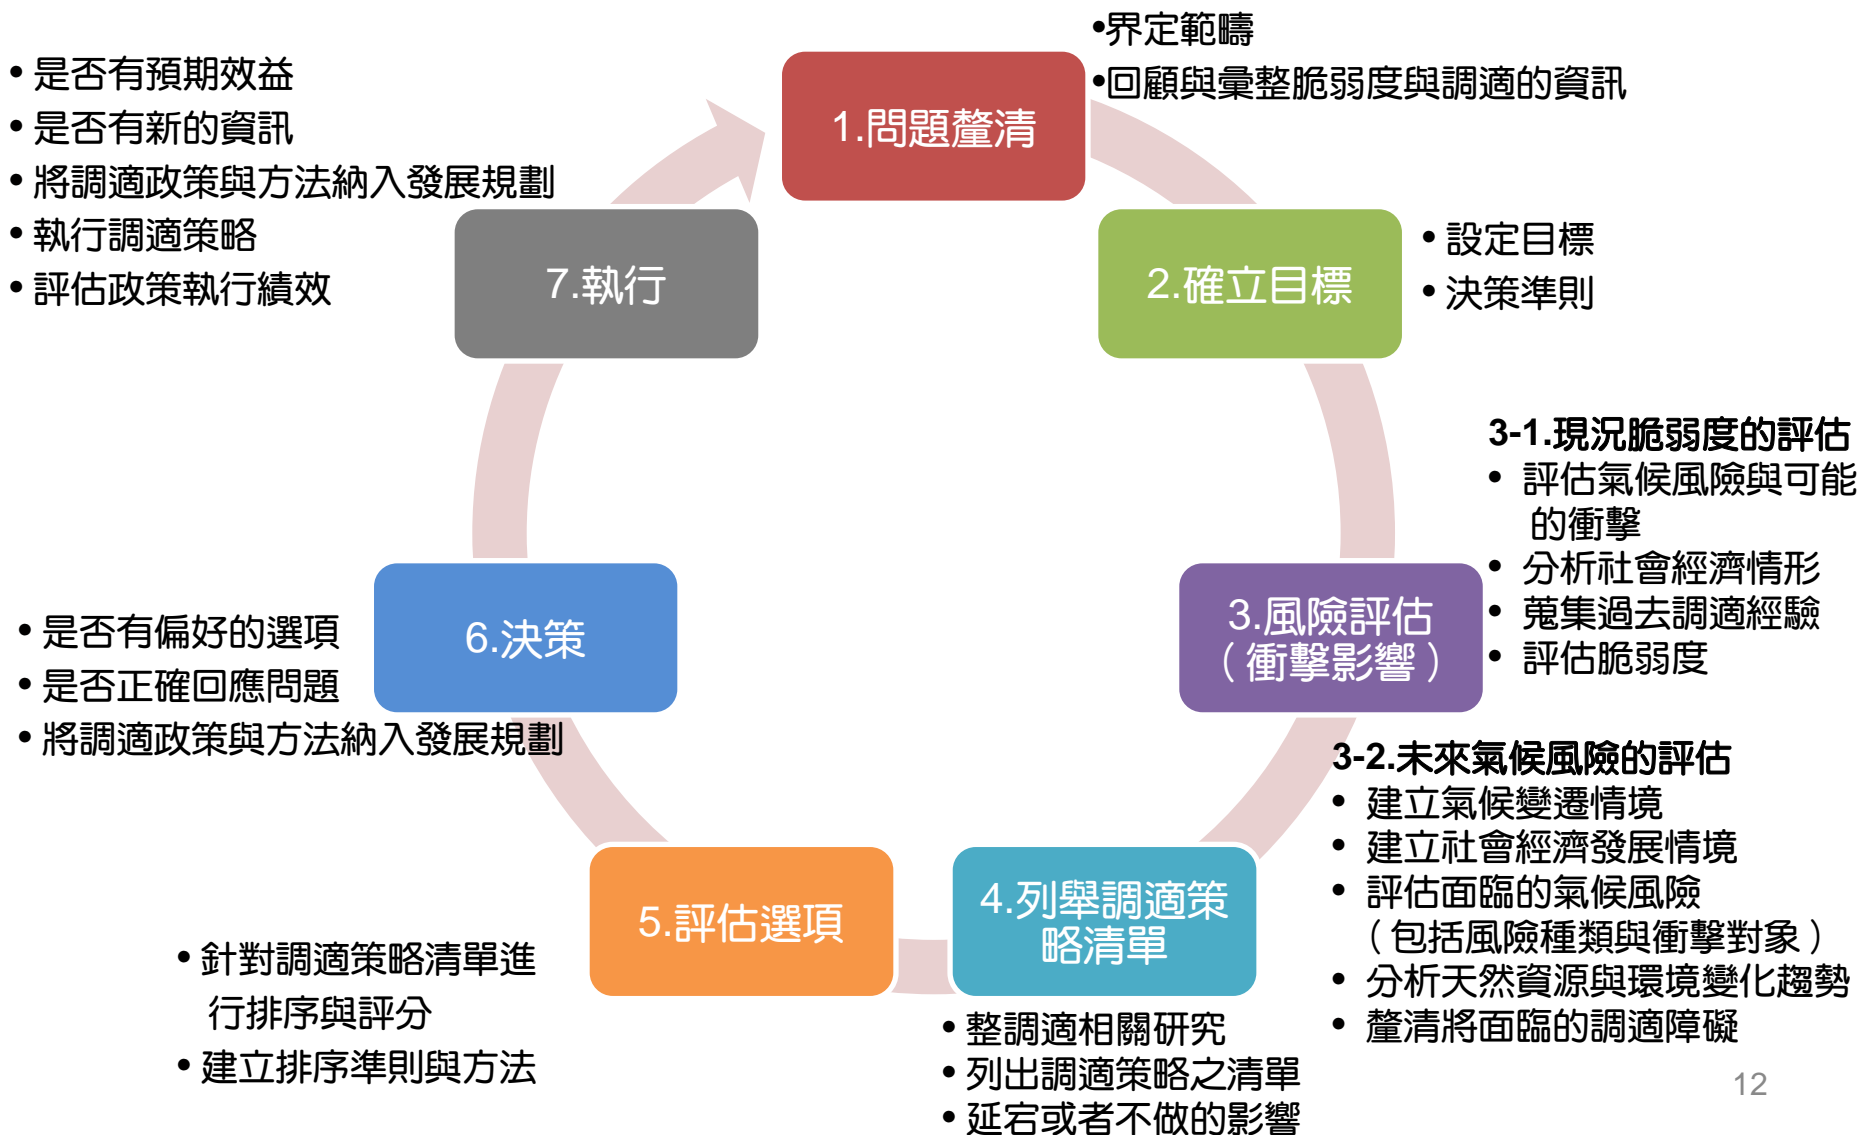 1.問題釐清
•界定範疇
•回顧與彙整脆弱度與調適的資訊
2.確立目標
• 設定目標
• 決策準則
3.風險評估
（衝擊影響）
3-1.現況脆弱度的評估
• 評估氣候風險與可能
的衝擊
• 分析社會經濟情形
• 蒐集過去調適經驗
• 評估脆弱度
3-2.未來氣候風險的評估
• 建立氣候變遷情境
• 建立社會經濟發展情境
• 評估面臨的氣候風險
（包括風險種類與衝擊對象）
• 分析天然資源與環境變化趨勢
• 釐清將面臨的調適障礙
4.列舉調適策
略清單
• 整調適相關研究
• 列出調適策略之清單
• 延宕或者不做的影響
5.評估選項
• 針對調適策略清單進
行排序與評分
• 建立排序準則與方法
6.決策
• 是否有偏好的選項
• 是否正確回應問題
• 將調適政策與方法納入發展規劃
7.執行
• 是否有預期效益
• 是否有新的資訊
• 將調適政策與方法納入發展規劃
• 執行調適策略
• 評估政策執行績效
12